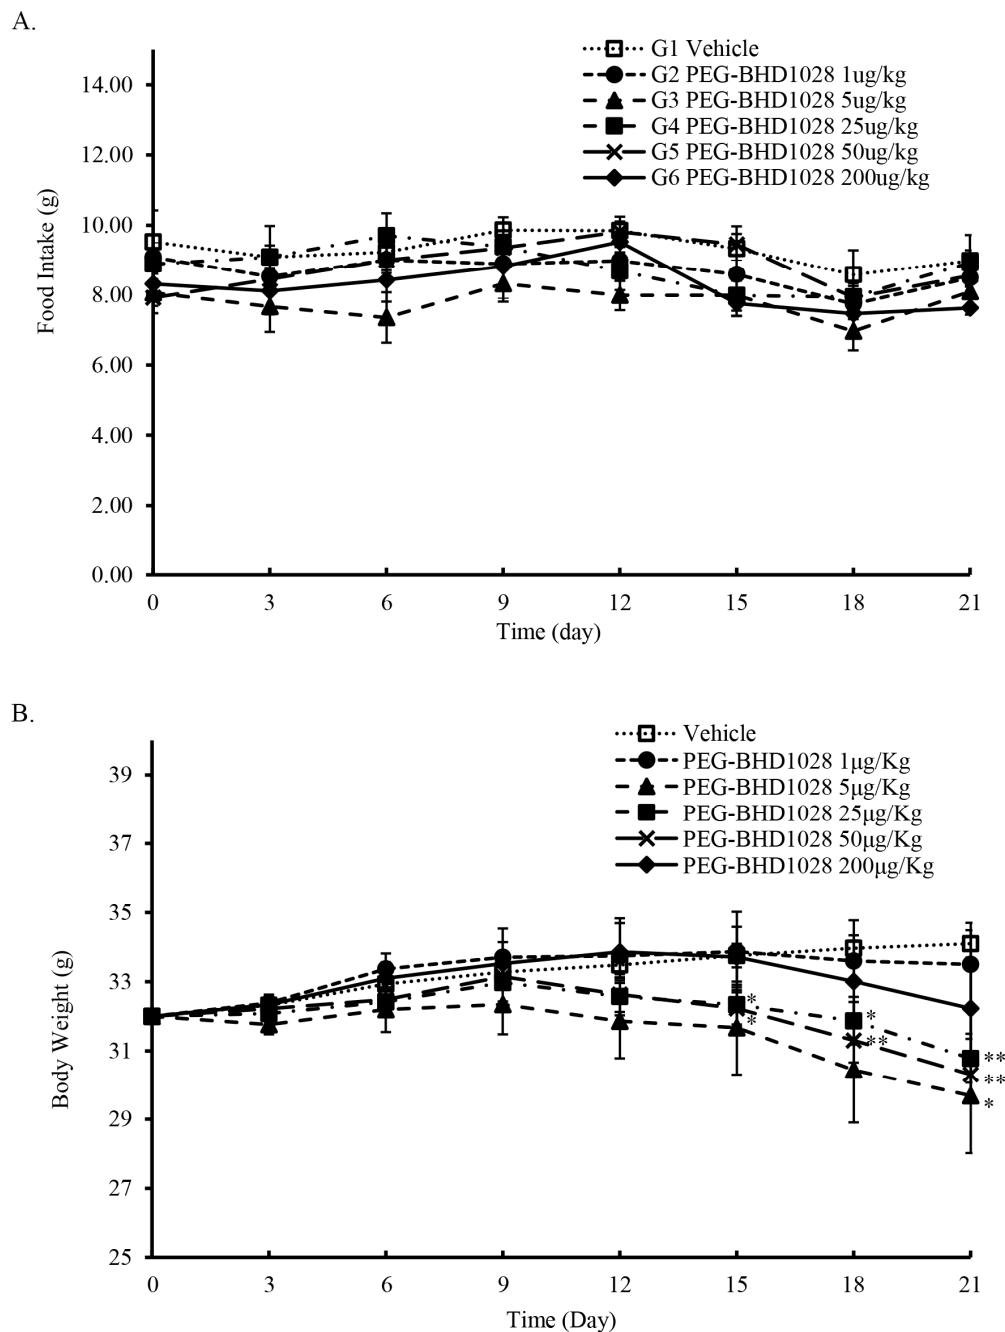 A.
G1 Vehicle
G2 PEG-BHD1028 1ug/kg
G3 PEG-BHD1028 5ug/kg
G4 PEG-BHD1028 25ug/kg
G5 PEG-BHD1028 50ug/kg
G6 PEG-BHD1028 200ug/kg
Food Intake (g)
14.00
12.00
10.00
8.00
6.00
4.00
2.00
0.00
0 3 6 9 12 15 18 21
Time (day)
B.
Vehicle
PEG-BHD1028 1μg/Kg
PEG-BHD1028 5μg/Kg
PEG-BHD1028 25μg/Kg
PEG-BHD1028 50μg/Kg
PEG-BHD1028 200μg/Kg
Body Weight (g)
39
37
35
33
31
29
27
25
*
*
*
**
**
**
*
0 3 6 9 12 15 18 21
Time (Day)